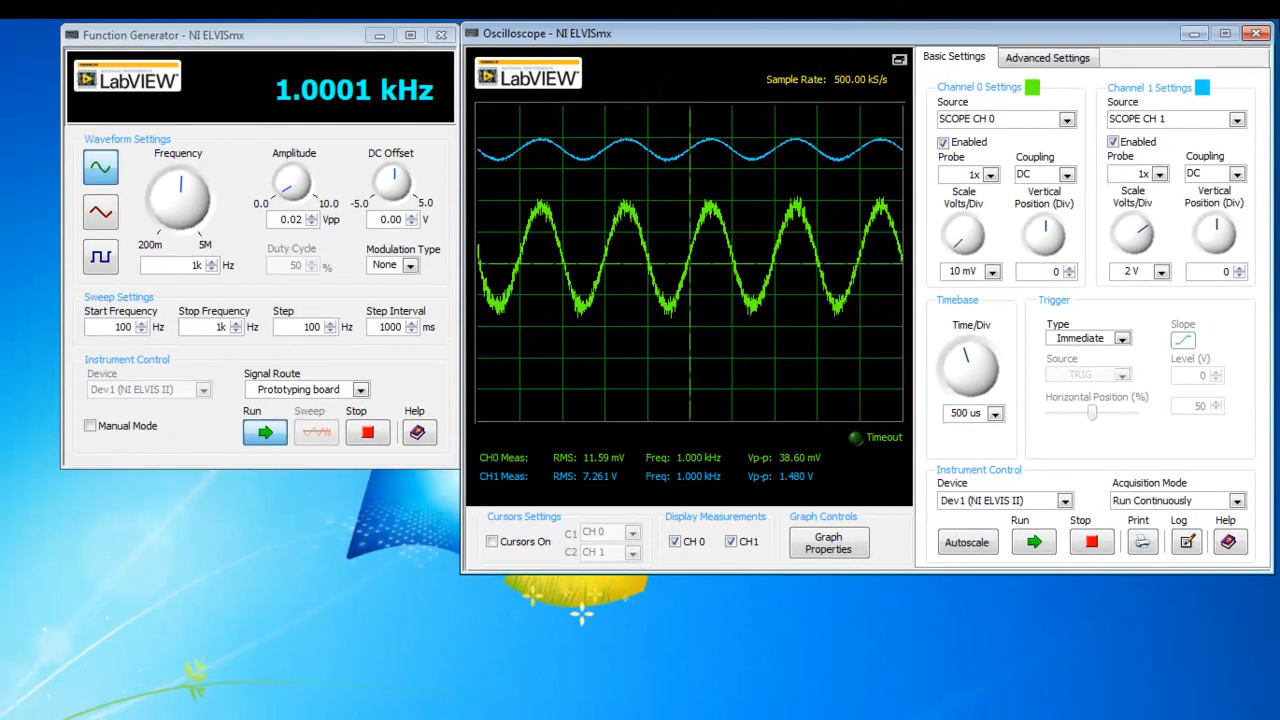 Function Generator - NI ELVISmx
LabVIEW™
1.0001 kHz
Waveform Settings
Frequency
Amplitude
DC Offset
0.0 10.0
-5.0 5.0
0.02 Vpp
0.00 V
200m 5M
Duty Cycle
Modulation Type
1k Hz
50 %
None
Sweep Settings
Start Frequency
Stop Frequency
Step
Step Interval
100 Hz
1k Hz
100 Hz
1000 ms
Instrument Control
Device
Signal Route
Dev1 (NI ELVIS II)
Prototyping board
Run
Sweep
Stop
Help
Manual Mode
Oscilloscope - NI ELVISmx
LabVIEW™
Sample Rate: 500.00 kS/s
Timeout
CH0 Meas: RMS: 11.59 mV Freq: 1.000 kHz Vp-p: 38.60 mV
CH1 Meas: RMS: 7.261 V Freq: 1.000 kHz Vp-p: 1.480 V
Cursors Settings
Cursors On
C1 CH 0
C2 CH 1
Display Measurements
CH 0
CH1
Graph Controls
Graph
Properties
Basic Settings
Advanced Settings
Channel 0 Settings
Source
SCOPE CH 0
Enabled
Probe
Coupling
1x
DC
Scale
Volts/Div
Vertical
Position (Div)
10 mV
0
Channel 1 Settings
Source
SCOPE CH 1
Enabled
Probe
Coupling
1x
DC
Scale
Volts/Div
Vertical
Position (Div)
2 V
0
Timebase
Time/Div
500 us
Trigger
Type
Slope
Immediate
Source
Level (V)
TRIG
0
Horizontal Position (%)
50
Instrument Control
Device
Acquisition Mode
Dev1 (NI ELVIS II)
Run Continuously
Run
Stop
Print
Log
Help
Autoscale